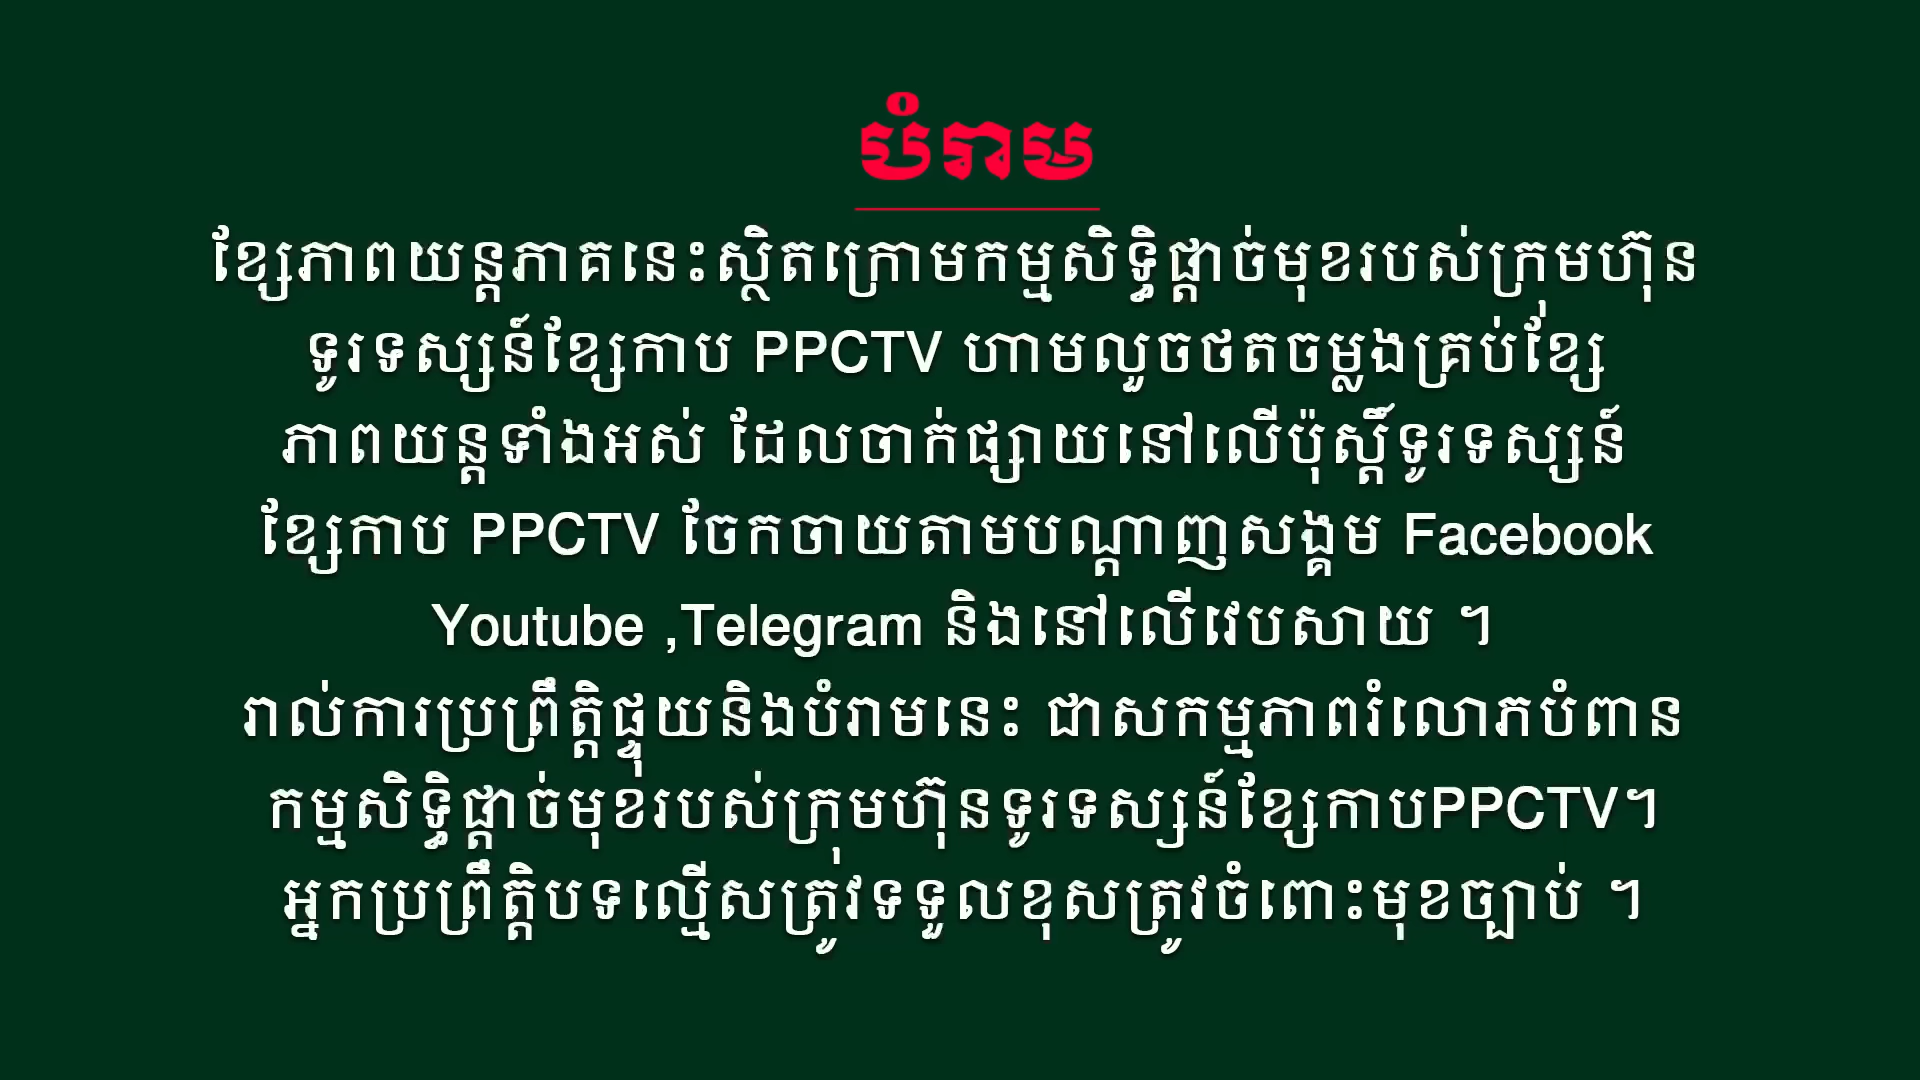 បំរាម
ខ្សែភាពយន្តភាគនេះស្ថិតក្រោមកម្មសិទ្ធិផ្តាច់មុខរបស់ក្រុមហ៊ុន
ទូរទស្សន៍ខ្សែកាប PPCTV ហាមលួចថតចម្លងគ្រប់ខ្សែ
ភាពយន្តទាំងអស់ ដែលចាក់ផ្សាយនៅលើប៉ុស្តិ៍ទូរទស្សន៍
ខ្សែកាប PPCTV ចែកចាយតាមបណ្តាញសង្គម Facebook
Youtube ,Telegram និងនៅលើវេបសាយ ។
រាល់ការប្រព្រឹត្តិផ្ទុយនិងបំរាមនេះ ជាសកម្មភាពរំលោភបំពាន
កម្មសិទ្ធិផ្តាច់មុខរបស់ក្រុមហ៊ុនទូរទស្សន៍ខ្សែកាបPPCTV។
អ្នកប្រព្រឹត្តិបទល្មើសត្រូវទទួលខុសត្រូវចំពោះមុខច្បាប់ ។